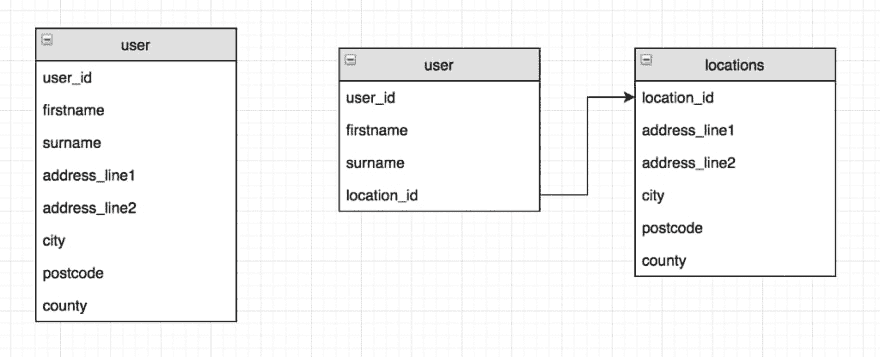 user
user_id
firstname
surname
address_line1
address_line2
city
postcode
county
user
user_id
firstname
surname
location_id
locations
location_id
address_line1
address_line2
city
postcode
county